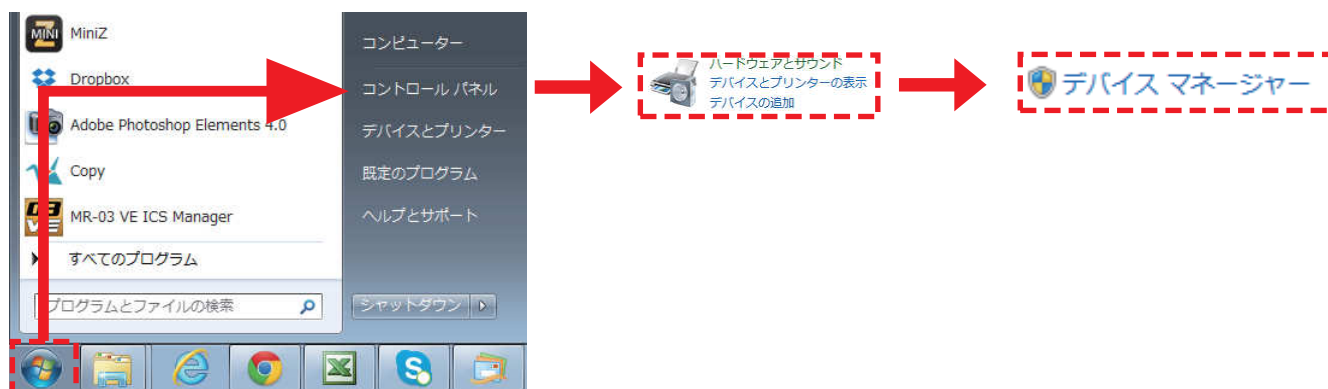 MINI
MiniZ
Dropbox
Adobe Photoshop Elements 4.0
Copy
03
VE
MR-03 VE ICS Manager
すべてのプログラム
プログラムとファイルの検索
コンピューター
コントロール パネル
デバイスとプリンター
既定のプログラム
ヘルプとサポート
シャットダウン
ハードウェアとサウンド
デバイスとプリンターの表示
デバイスの追加
デバイス マネージャー